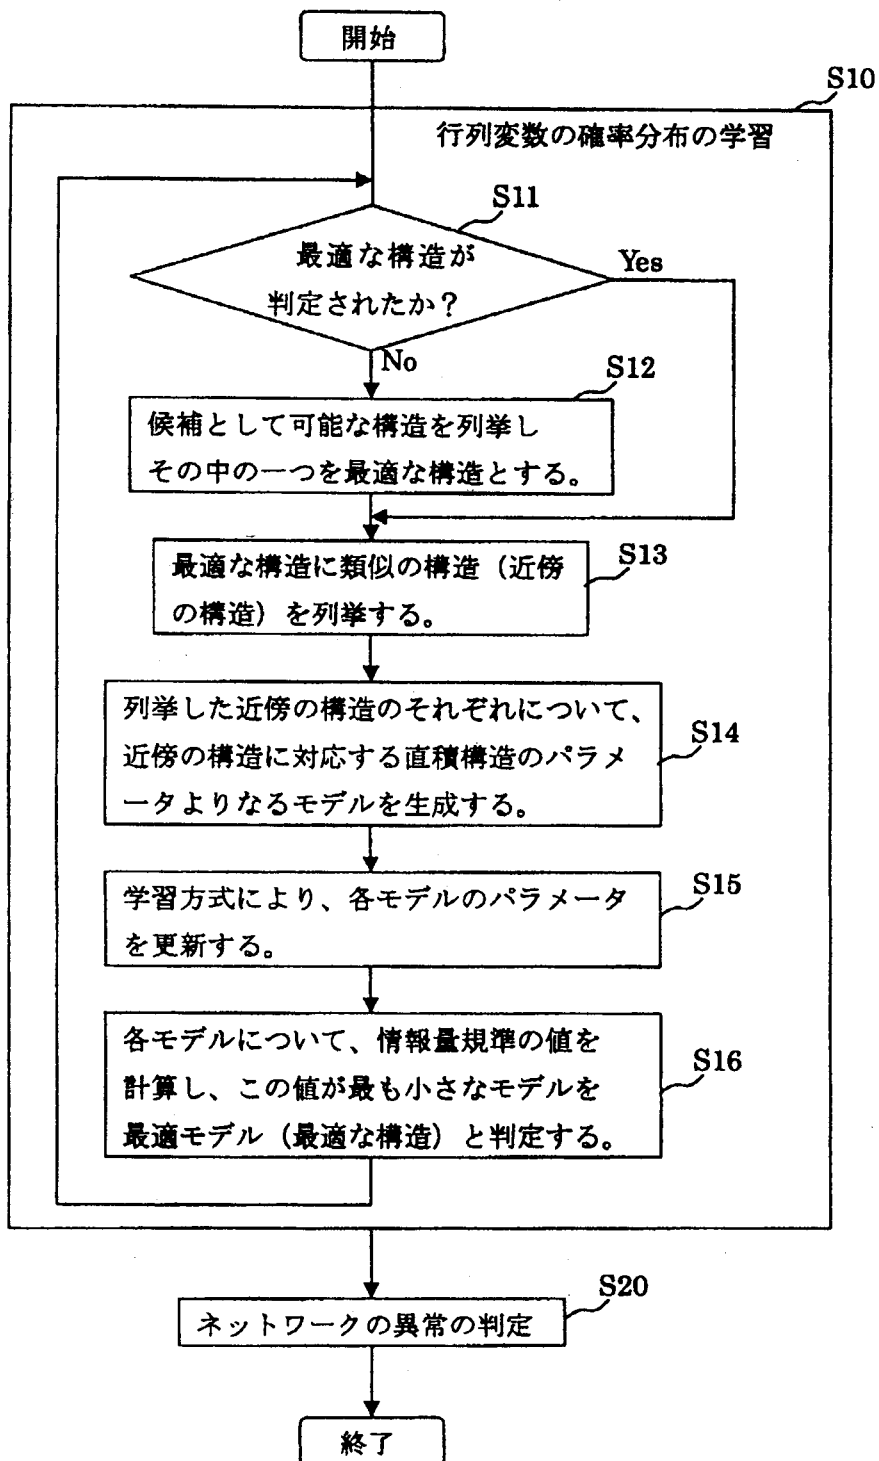 開始
S10
行列変数の確率分布の学習
S11
最適な構造が
判定されたか？
Yes
No
S12
候補として可能な構造を列挙し
その中の一つを最適な構造とする。
S13
最適な構造に類似の構造（近傍
の構造）を列挙する。
S14
列挙した近傍の構造のそれぞれについて、
近傍の構造に対応する直積構造のパラメ
ータよりなるモデルを生成する。
S15
学習方式により、各モデルのパラメータ
を更新する。
S16
各モデルについて、情報量規準の値を
計算し、この値が最も小さなモデルを
最適モデル（最適な構造）と判定する。
S20
ネットワークの異常の判定
終了